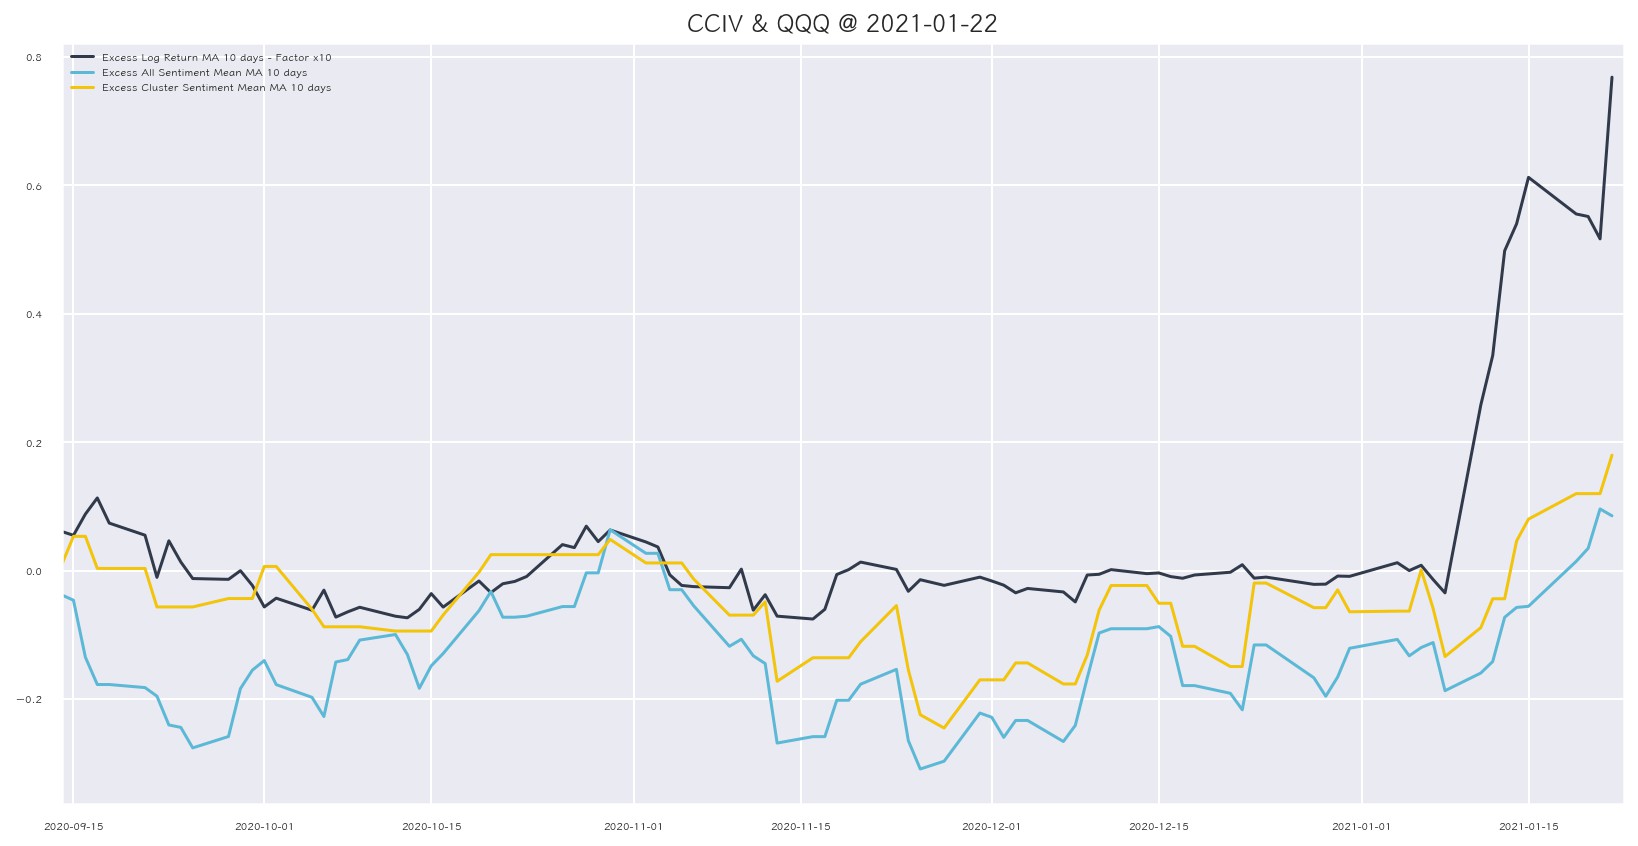 CCIV & QQQ @ 2021-01-22
Excess Log Return MA 10 days - Factor x10
Excess All Sentiment Mean MA 10 days
Excess Cluster Sentiment Mean MA 10 days
0.8
0.6
0.4
0.2
0.0
−0.2
2020-09-15 2020-10-01 2020-10-15 2020-11-01 2020-11-15 2020-12-01 2020-12-15 2021-01-01 2021-01-15